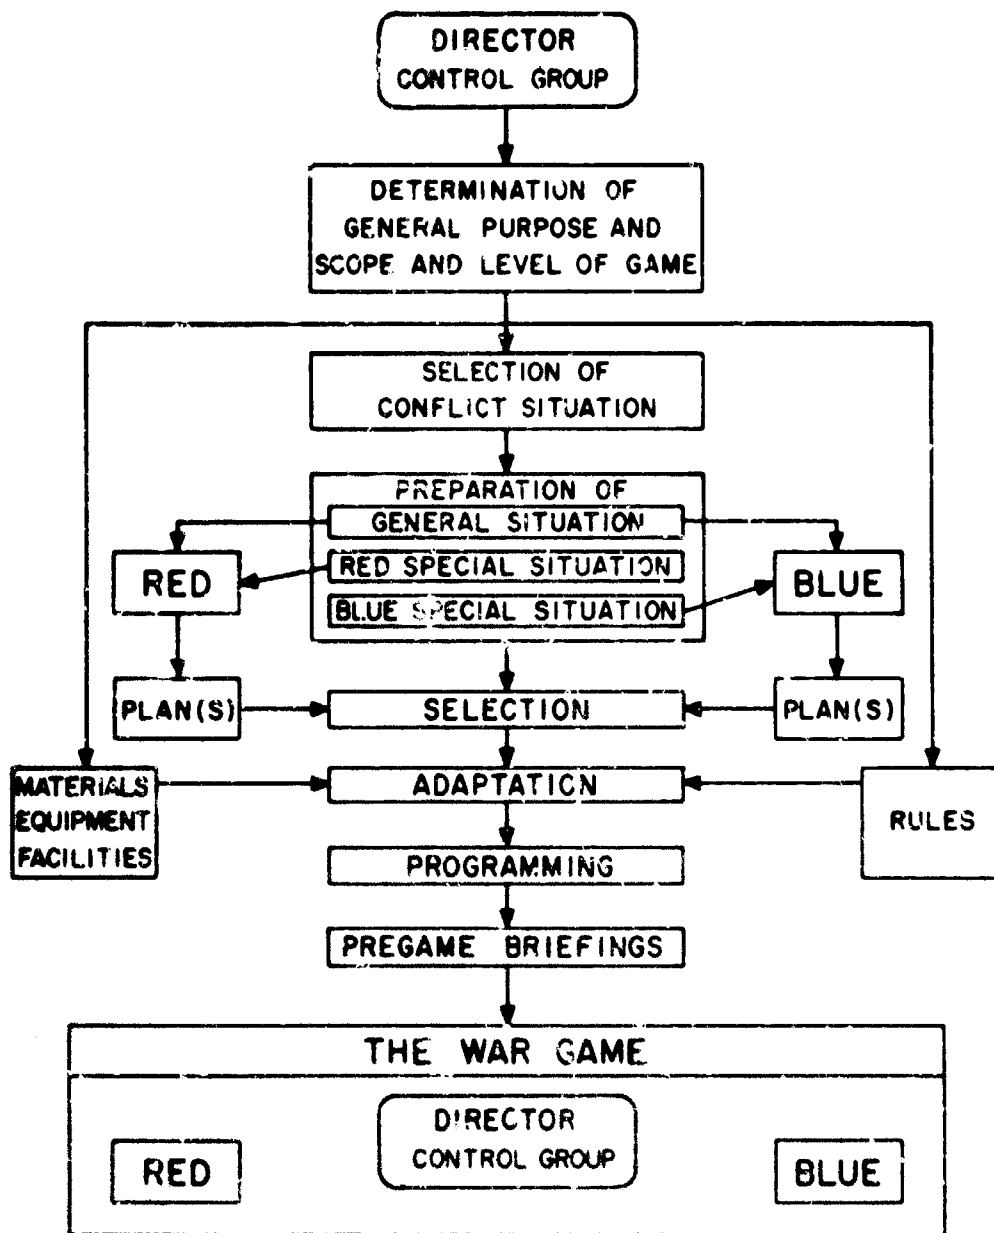 DIRECTOR
CONTROL GROUP
DETERMINATION OF
GENERAL PURPOSE AND
SCOPE AND LEVEL OF GAME
SELECTION OF
CONFLICT SITUATION
PREPARATION OF
GENERAL SITUATION
RED SPECIAL SITUATION
BLUE SPECIAL SITUATION
RED
BLUE
PLAN(S)
SELECTION
PLAN(S)
MATERIALS
EQUIPMENT
FACILITIES
ADAPTATION
RULES
PROGRAMMING
PREGAME BRIEFINGS
THE WAR GAME
DIRECTOR
CONTROL GROUP
RED
BLUE